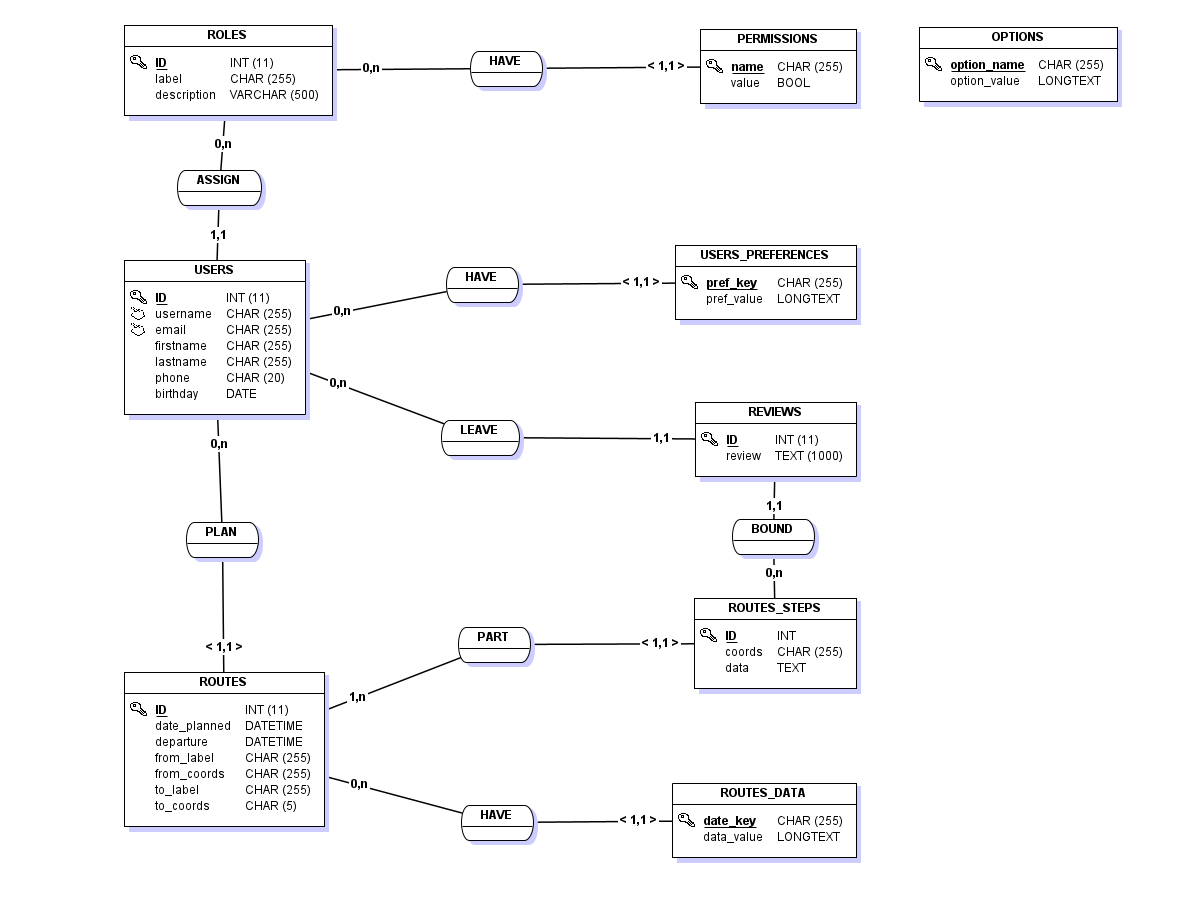 ROLES
ID INT (11)
label CHAR (255)
description VARCHAR (500)
0,n
HAVE
< 1,1 >
PERMISSIONS
name CHAR (255)
value BOOL
OPTIONS
option_name CHAR (255)
option_value LONGTEXT
0,n
ASSIGN
1,1
USERS
ID INT (11)
username CHAR (255)
email CHAR (255)
firstname CHAR (255)
lastname CHAR (255)
phone CHAR (20)
birthday DATE
0,n
HAVE
< 1,1 >
USERS_PREFERENCES
pref_key CHAR (255)
pref_value LONGTEXT
0,n
LEAVE
1,1
REVIEWS
ID INT (11)
review TEXT (1000)
1,1
BOUND
0,n
0,n
PLAN
< 1,1 >
ROUTES
ID INT (11)
date_planned DATETIME
departure DATETIME
from_label CHAR (255)
from_coords CHAR (255)
to_label CHAR (255)
to_coords CHAR (5)
1,n
PART
< 1,1 >
ROUTES_STEPS
ID INT
coords CHAR (255)
data TEXT
0,n
HAVE
< 1,1 >
ROUTES_DATA
date_key CHAR (255)
data_value LONGTEXT